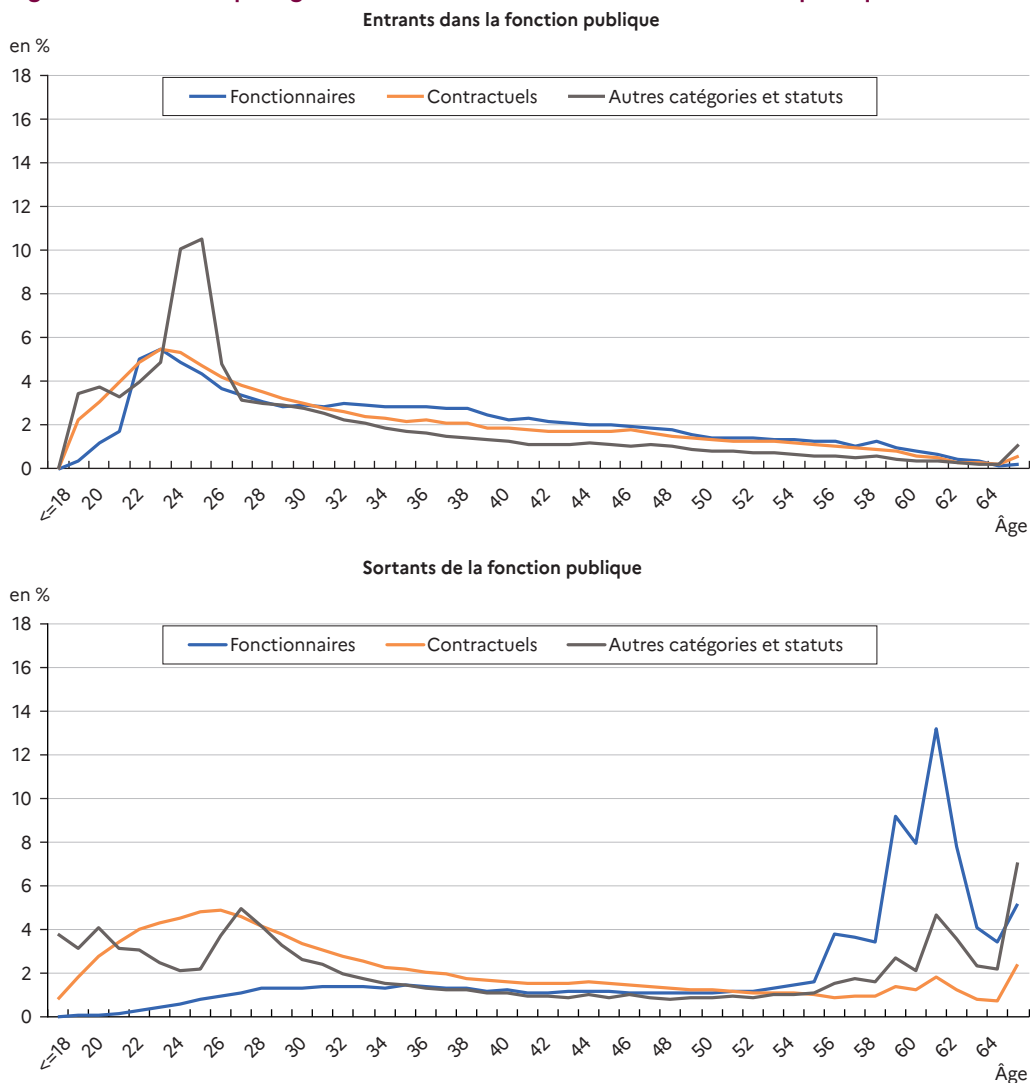 Entrants dans la fonction publique
en %
18
Fonctionnaires Contractuels Autres catégories et statuts
16
14
12
10
8
6
4
2
0
<=18 20 22 24 26 28 30 32 34 36 38 40 42 44 46 48 50 52 54 56 58 60 62 64
Âge
Sortants de la fonction publique
en %
18
Fonctionnaires Contractuels Autres catégories et statuts
16
14
12
10
8
6
4
2
0
<=18 20 22 24 26 28 30 32 34 36 38 40 42 44 46 48 50 52 54 56 58 60 62 64
Âge